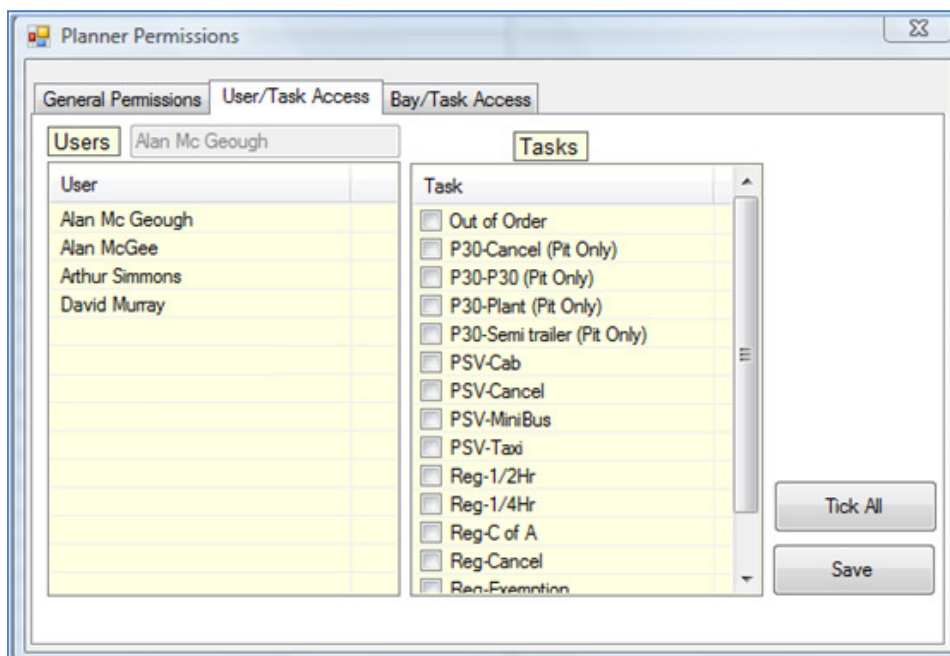 Planner Permissions
General Permissions User/Task Access Bay/Task Access
Users Alan Mc Geough
Tasks
User
Alan Mc Geough
Alan McGee
Arthur Simmons
David Murray
Task
Out of Order
P30-Cancel (Pit Only)
P30-P30 (Pit Only)
P30-Plant (Pit Only)
P30-Semi trailer (Pit Only)
PSV-Cab
PSV-Cancel
PSV-MiniBus
PSV-Taxi
Reg-1/2Hr
Reg-1/4Hr
Reg-C of A
Reg-Cancel
Reg-Exemption
Tick All
Save